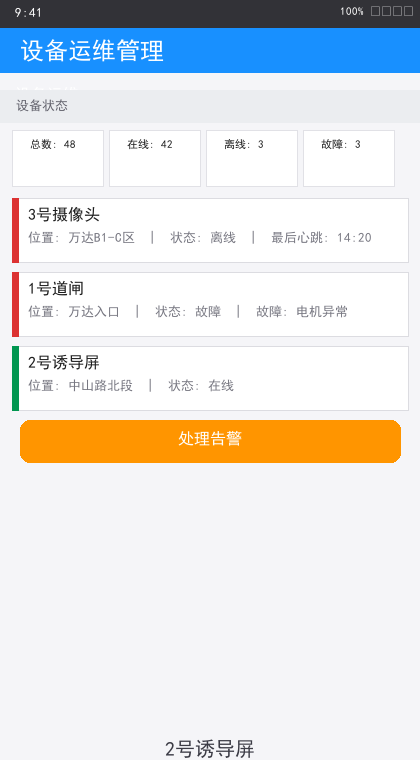 9:41 100% □□□□
设备运维管理
设备状态
总数: 48 在线: 42 离线: 3 故障: 3
3号摄像头
位置: 万达B1-C区 | 状态: 离线 | 最后心跳: 14:20
1号道闸
位置: 万达入口 | 状态: 故障 | 故障: 电机异常
2号诱导屏
位置: 中山路北段 | 状态: 在线
处理告警
2号诱导屏